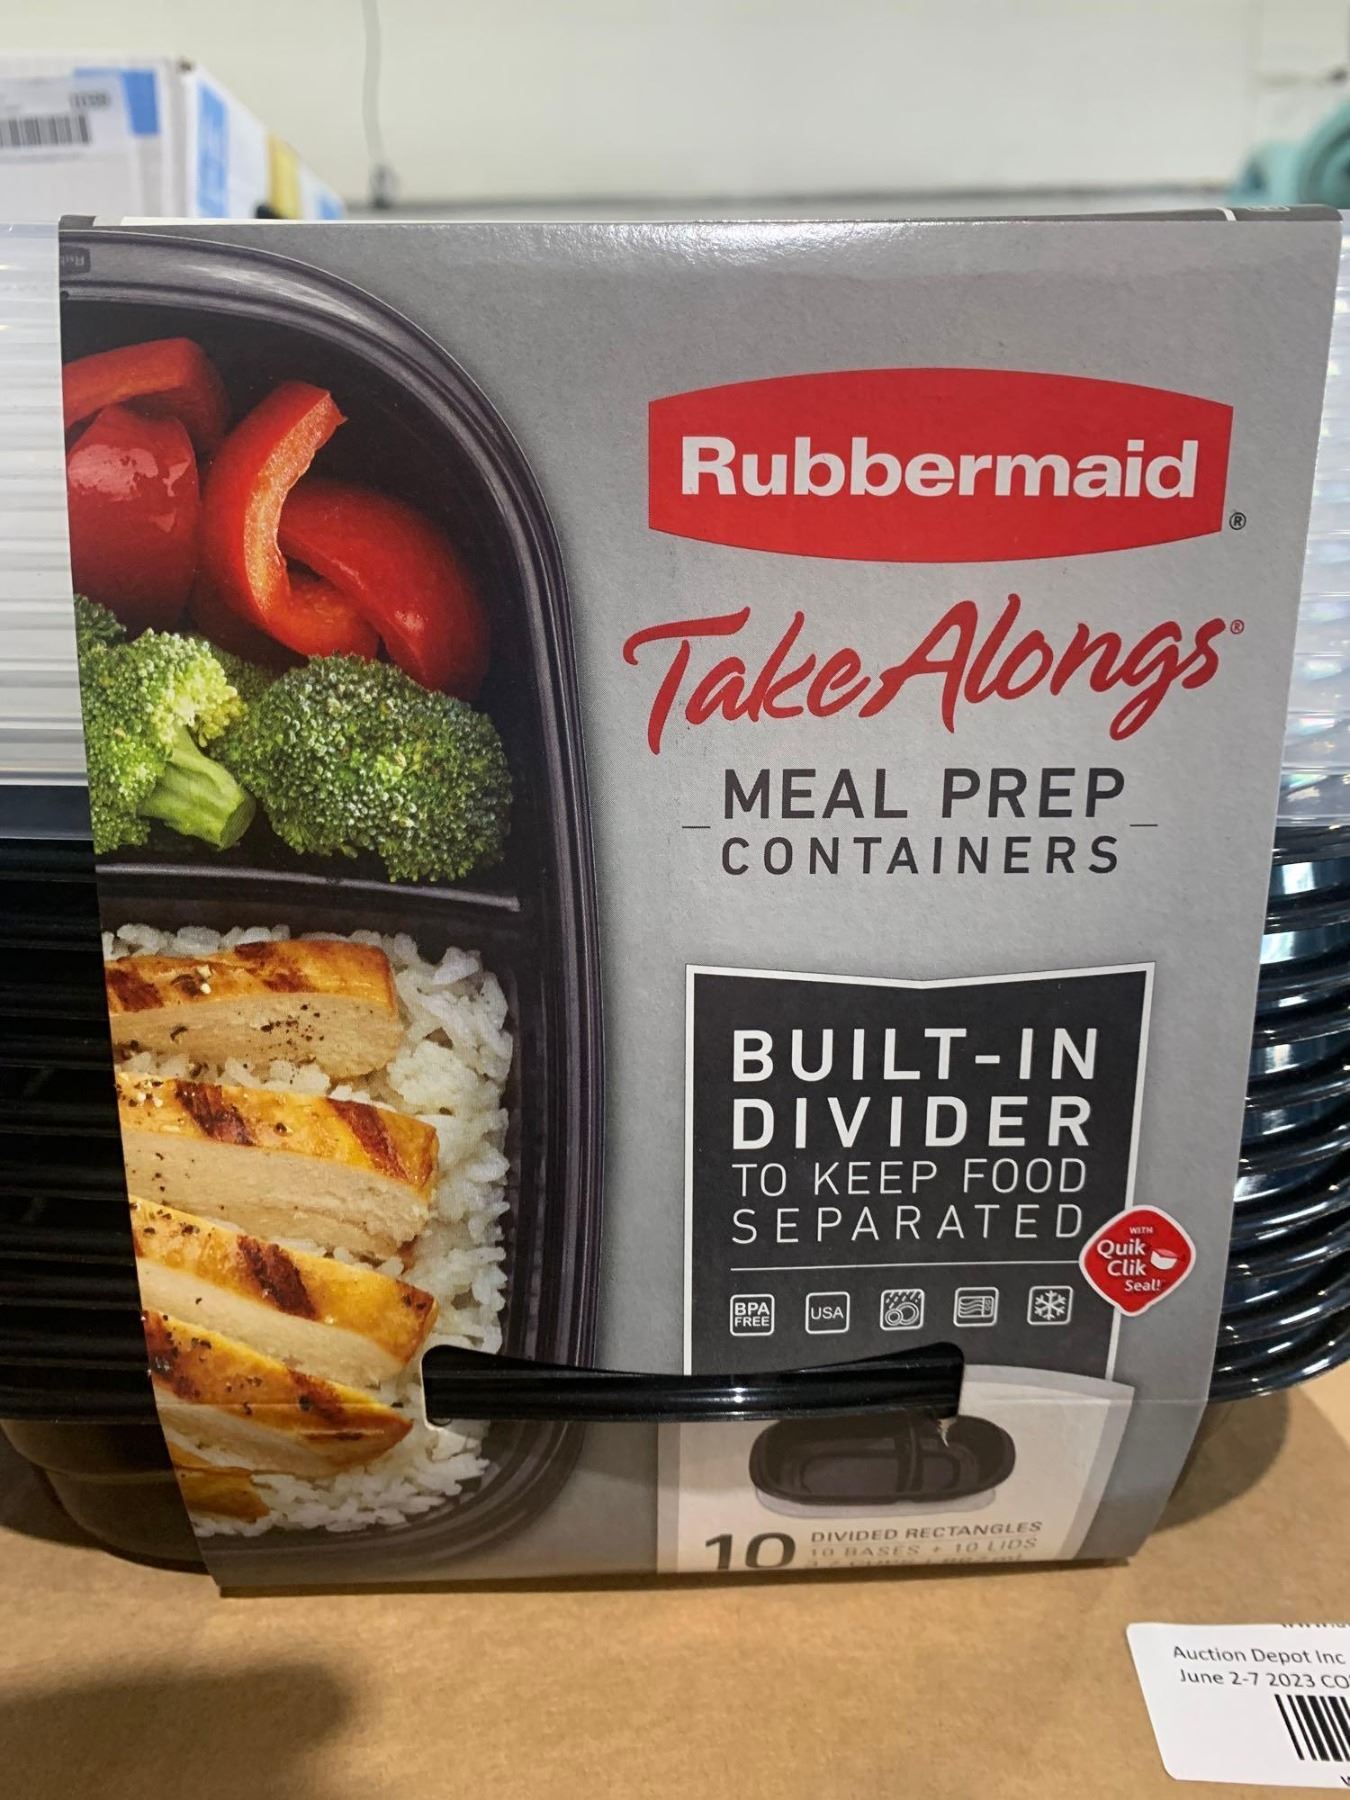 Rubbermaid
®
TakeAlongs®
MEAL PREP
CONTAINERS
BUILT-IN
DIVIDER
TO KEEP FOOD
SEPARATED
WITH
Quik
Clik
Seal!
BPA
FREE
USA
10
DIVIDED RECTANGLES
10 BASES + 10 LIDS
Auction Depot Inc
June 2-7 2023